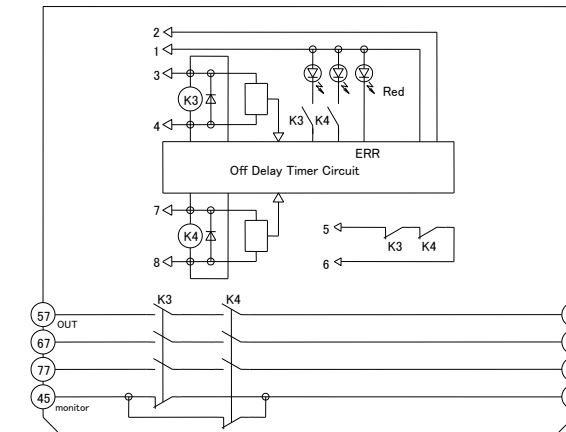 2
1
3
K3
Red
K3 K4
4
ERR
Off Delay Timer Circuit
7
K4
5
K3 K4
8
6
K3 K4
57 OUT
67
77
45 monitor